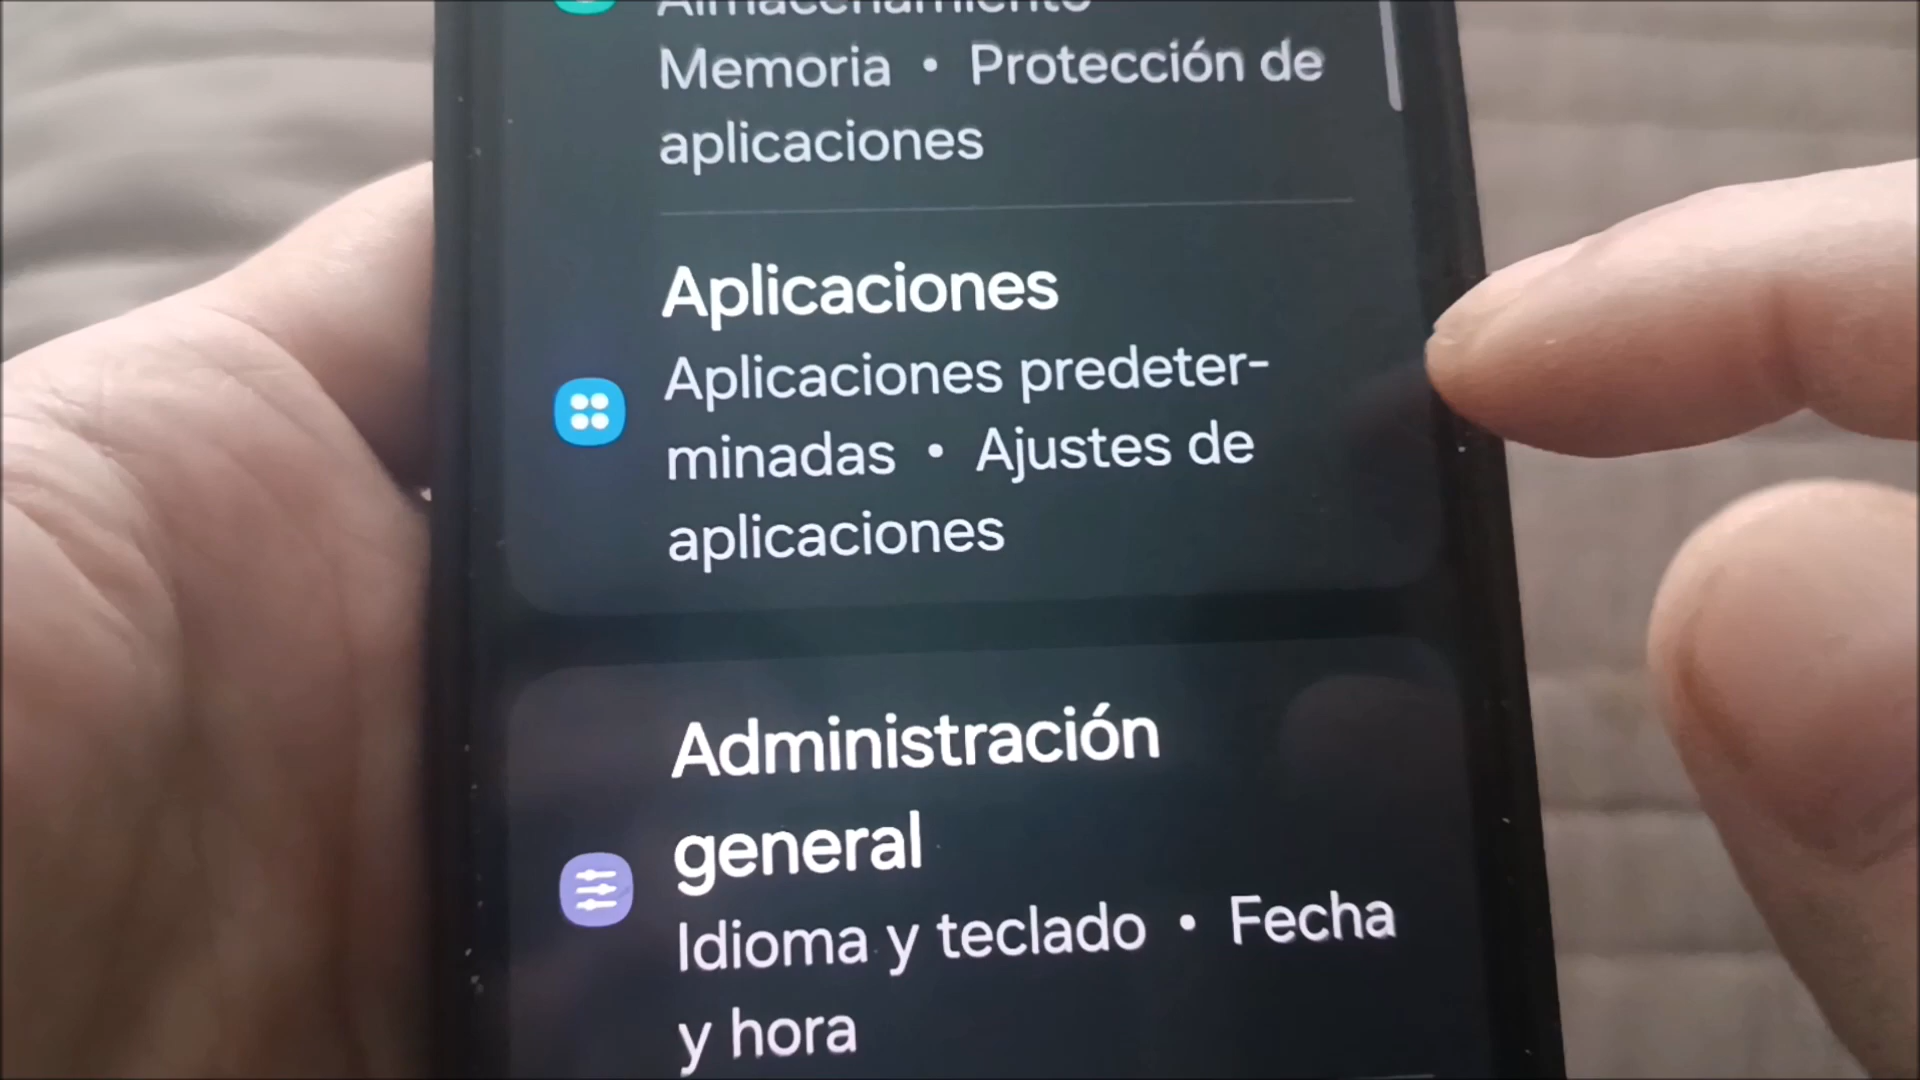 Almacenamiento
Memoria • Protección de
aplicaciones
Aplicaciones
Aplicaciones predeter-
minadas • Ajustes de
aplicaciones
Administración
general
Idioma y teclado • Fecha
y hora